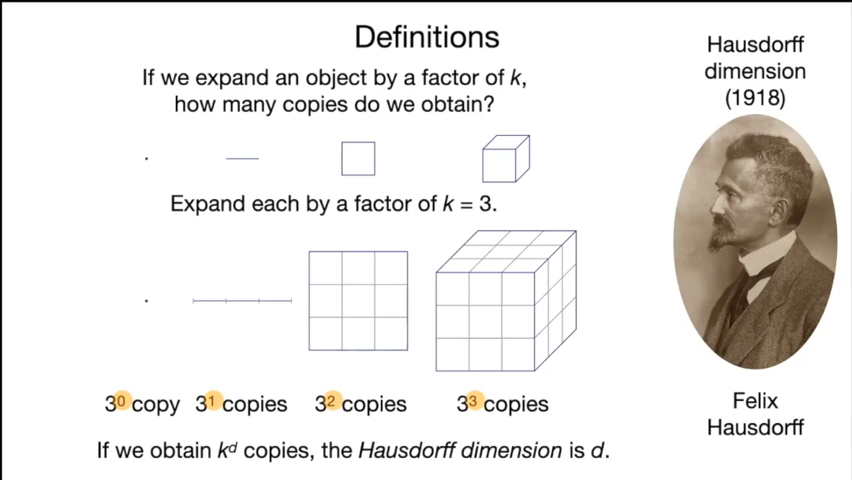 Definitions
If we expand an object by a factor of k,
how many copies do we obtain?
Expand each by a factor of k = 3.
3⁰ copy 3¹ copies 3² copies 3³ copies
If we obtain kᵈ copies, the Hausdorff dimension is d.
Hausdorff
dimension
(1918)
Felix
Hausdorff